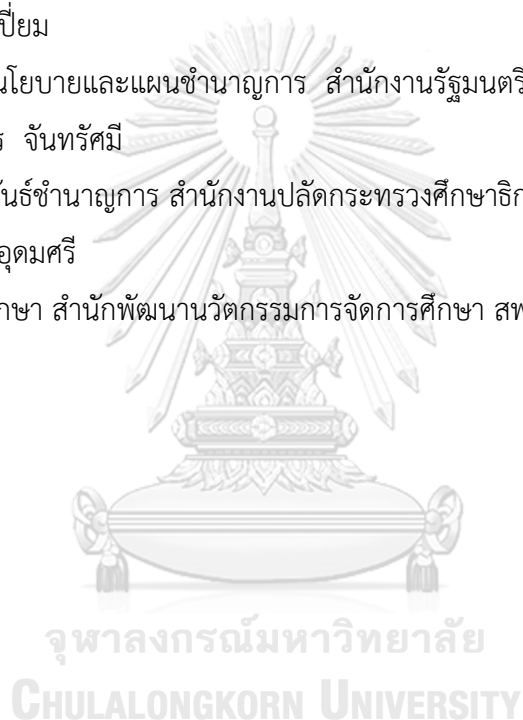 ปี่ยม
นโยบายและแผนชำนาญการ สำนักงานรัฐมนตรี
ร จันทรัศมี
พันธ์ชำนาญการ สำนักงานปลัดกระทรวงศึกษาธิก
อุดมศรี
กษา สำนักพัฒนานวัตกรรมการจัดการศึกษา สพ
จุฬาลงกรณ์มหาวิทยาลัย
CHULALONGKORN UNIVERSITY